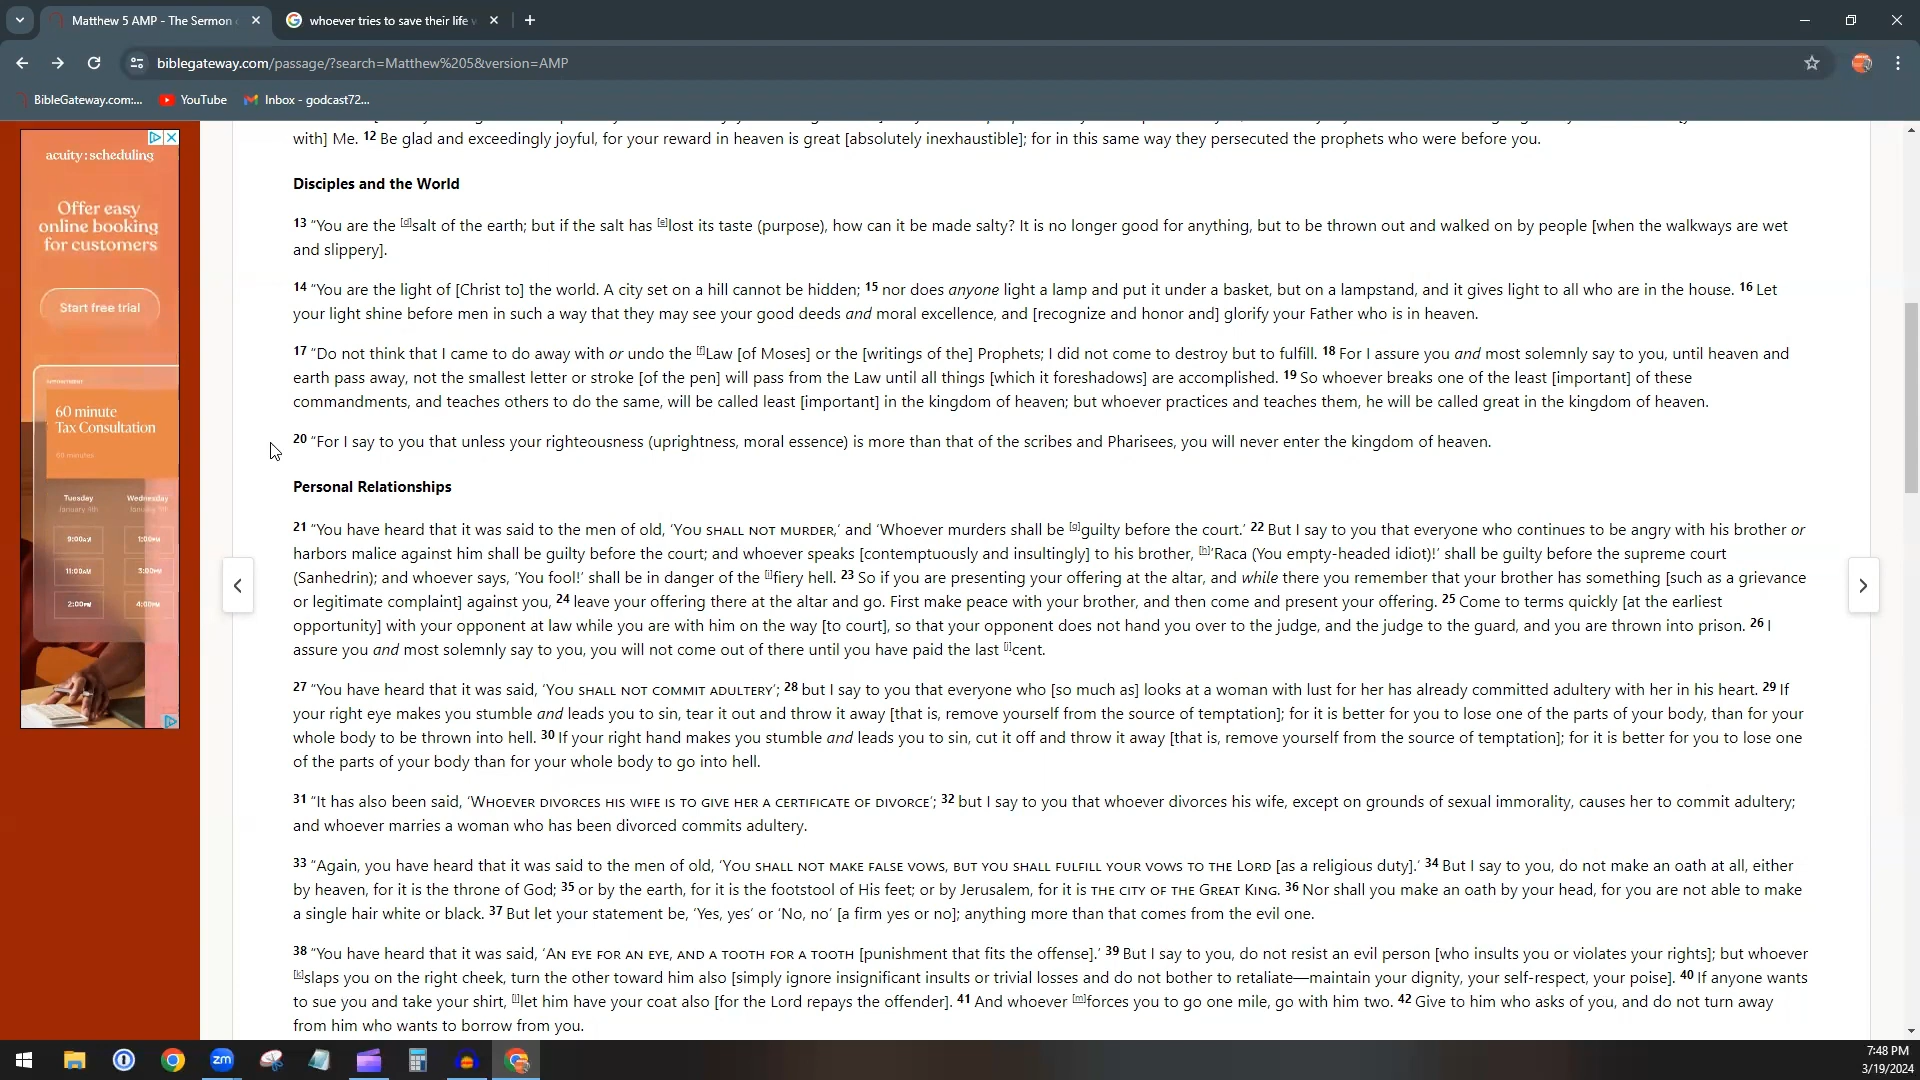 Matthew 5 AMP - The Sermon
whoever tries to save their life
biblegateway.com/passage/?search=Matthew%205&version=AMP
BibleGateway.com:...
YouTube
Inbox - godcast72...
acuity:scheduling
Offer easy
online booking
for customers
Start free trial
APPOINTMENT
60 minute
Tax Consultation
Tuesday
Wednesday
9:00AM
1:00PM
11:00AM
3:00PM
2:00PM
4:00PM
with] Me. 12 Be glad and exceedingly joyful, for your reward in heaven is great [absolutely inexhaustible]; for in this same way they persecuted the prophets who were before you.
Disciples and the World
13 “You are the [d]salt of the earth; but if the salt has [e]lost its taste (purpose), how can it be made salty? It is no longer good for anything, but to be thrown out and walked on by people [when the walkways are wet
and slippery].
14 “You are the light of [Christ to] the world. A city set on a hill cannot be hidden; 15 nor does anyone light a lamp and put it under a basket, but on a lampstand, and it gives light to all who are in the house. 16 Let
your light shine before men in such a way that they may see your good deeds and moral excellence, and [recognize and honor and] glorify your Father who is in heaven.
17 “Do not think that I came to do away with or undo the [f]Law [of Moses] or the [writings of the] Prophets; I did not come to destroy but to fulfill. 18 For I assure you and most solemnly say to you, until heaven and
earth pass away, not the smallest letter or stroke [of the pen] will pass from the Law until all things [which it foreshadows] are accomplished. 19 So whoever breaks one of the least [important] of these
commandments, and teaches others to do the same, will be called least [important] in the kingdom of heaven; but whoever practices and teaches them, he will be called great in the kingdom of heaven.
20 “For I say to you that unless your righteousness (uprightness, moral essence) is more than that of the scribes and Pharisees, you will never enter the kingdom of heaven.
Personal Relationships
21 “You have heard that it was said to the men of old, ‘YOU SHALL NOT MURDER,’ and ‘Whoever murders shall be [g]guilty before the court.’ 22 But I say to you that everyone who continues to be angry with his brother or
harbors malice against him shall be guilty before the court; and whoever speaks [contemptuously and insultingly] to his brother, [h]‘Raca (You empty-headed idiot)!’ shall be guilty before the supreme court
(Sanhedrin); and whoever says, ‘You fool!’ shall be in danger of the [i]fiery hell. 23 So if you are presenting your offering at the altar, and while there you remember that your brother has something [such as a grievance
or legitimate complaint] against you, 24 leave your offering there at the altar and go. First make peace with your brother, and then come and present your offering. 25 Come to terms quickly [at the earliest
opportunity] with your opponent at law while you are with him on the way [to court], so that your opponent does not hand you over to the judge, and the judge to the guard, and you are thrown into prison. 26 I
assure you and most solemnly say to you, you will not come out of there until you have paid the last [j]cent.
27 “You have heard that it was said, ‘YOU SHALL NOT COMMIT ADULTERY’; 28 but I say to you that everyone who [so much as] looks at a woman with lust for her has already committed adultery with her in his heart. 29 If
your right eye makes you stumble and leads you to sin, tear it out and throw it away [that is, remove yourself from the source of temptation]; for it is better for you to lose one of the parts of your body, than for your
whole body to be thrown into hell. 30 If your right hand makes you stumble and leads you to sin, cut it off and throw it away [that is, remove yourself from the source of temptation]; for it is better for you to lose one
of the parts of your body than for your whole body to go into hell.
31 “It has also been said, ‘WHOEVER DIVORCES HIS WIFE IS TO GIVE HER A CERTIFICATE OF DIVORCE’; 32 but I say to you that whoever divorces his wife, except on grounds of sexual immorality, causes her to commit adultery;
and whoever marries a woman who has been divorced commits adultery.
33 “Again, you have heard that it was said to the men of old, ‘YOU SHALL NOT MAKE FALSE VOWS, BUT YOU SHALL FULFILL YOUR VOWS TO THE LORD [as a religious duty].’ 34 But I say to you, do not make an oath at all, either
by heaven, for it is the throne of God; 35 or by the earth, for it is the footstool of His feet; or by Jerusalem, for it is THE CITY OF THE GREAT KING. 36 Nor shall you make an oath by your head, for you are not able to make
a single hair white or black. 37 But let your statement be, ‘Yes, yes’ or ‘No, no’ [a firm yes or no]; anything more than that comes from the evil one.
38 “You have heard that it was said, ‘AN EYE FOR AN EYE, AND A TOOTH FOR A TOOTH [punishment that fits the offense].’ 39 But I say to you, do not resist an evil person [who insults you or violates your rights]; but whoever
[k]slaps you on the right cheek, turn the other toward him also [simply ignore insignificant insults or trivial losses and do not bother to retaliate—maintain your dignity, your self-respect, your poise]. 40 If anyone wants
to sue you and take your shirt, [l]let him have your coat also [for the Lord repays the offender]. 41 And whoever [m]forces you to go one mile, go with him two. 42 Give to him who asks of you, and do not turn away
from him who wants to borrow from you.
zm
7:48 PM
3/19/2024